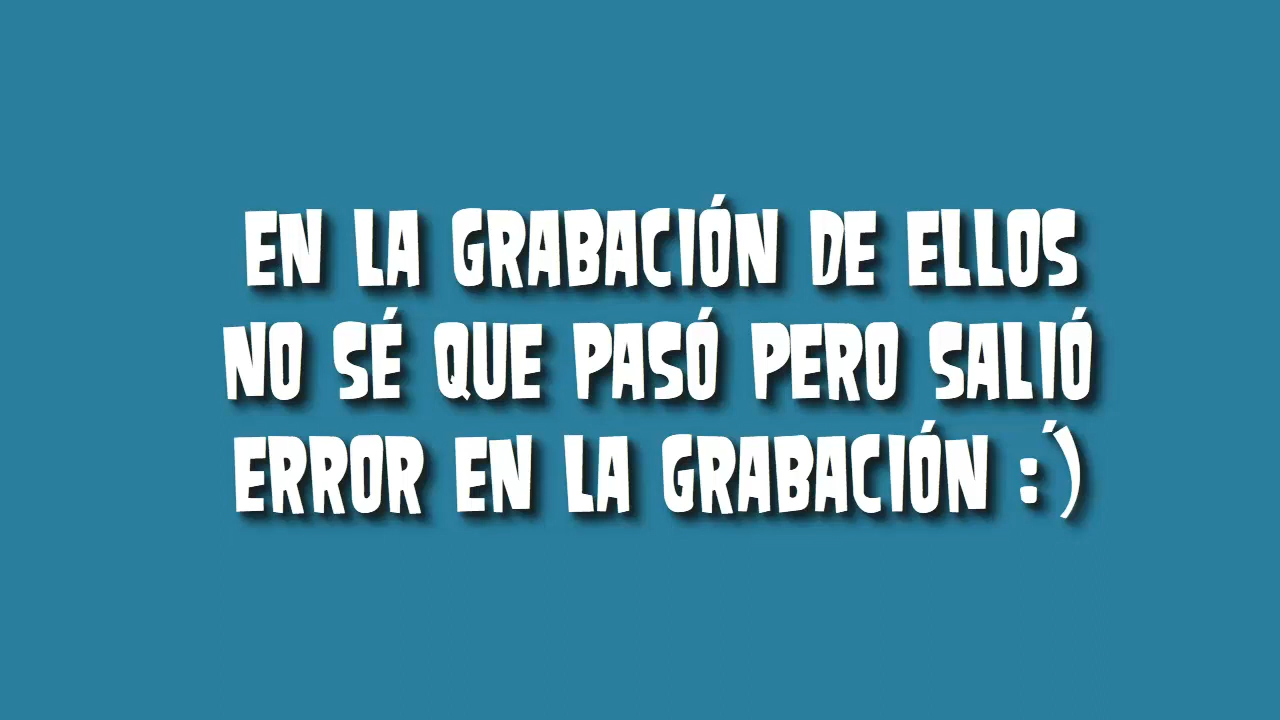 EN LA GRABACIÓN DE ELLOS
NO SÉ QUE PASÓ PERO SALIÓ
ERROR EN LA GRABACIÓN :´)